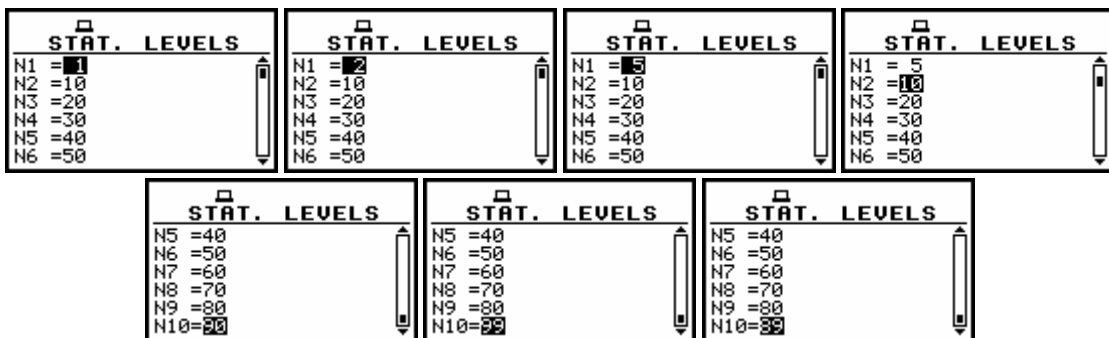 STAT. LEVELS
N1 = 1
N2 =10
N3 =20
N4 =30
N5 =40
N6 =50
STAT. LEVELS
N1 = 2
N2 =10
N3 =20
N4 =30
N5 =40
N6 =50
STAT. LEVELS
N1 = 5
N2 =10
N3 =20
N4 =30
N5 =40
N6 =50
STAT. LEVELS
N1 = 5
N2 =10
N3 =20
N4 =30
N5 =40
N6 =50
STAT. LEVELS
N5 =40
N6 =50
N7 =60
N8 =70
N9 =80
N10=90
STAT. LEVELS
N5 =40
N6 =50
N7 =60
N8 =70
N9 =80
N10=99
STAT. LEVELS
N5 =40
N6 =50
N7 =60
N8 =70
N9 =80
N10=89